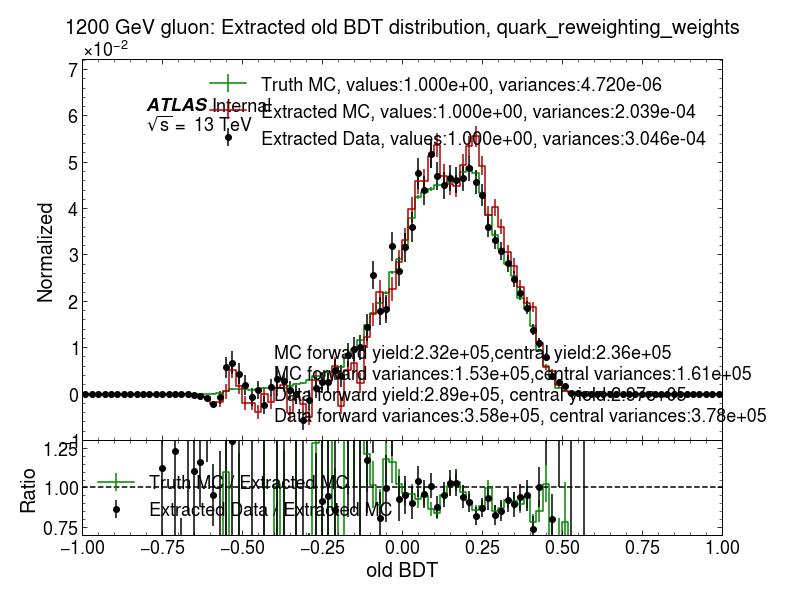 1200 GeV gluon: Extracted old BDT distribution, quark_reweighting_weights
×10⁻²
Truth MC, values:1.000e+00, variances:4.720e-06
ATLAS Internal
Extracted MC, values:1.000e+00, variances:2.039e-04
√s = 13 TeV
Extracted Data, values:1.000e+00, variances:3.046e-04
7
6
5
4
3
2
1
0
−1
Normalized
MC forward yield:2.32e+05,central yield:2.36e+05
MC forward variances:1.53e+05,central variances:1.61e+05
Data forward yield:2.89e+05, central yield:2.97e+05
Data forward variances:3.58e+05, central variances:3.78e+05
1.25
1.00
0.75
Ratio
Truth MC / Extracted MC
Extracted Data / Extracted MC
−1.00 −0.75 −0.50 −0.25 0.00 0.25 0.50 0.75 1.00
old BDT